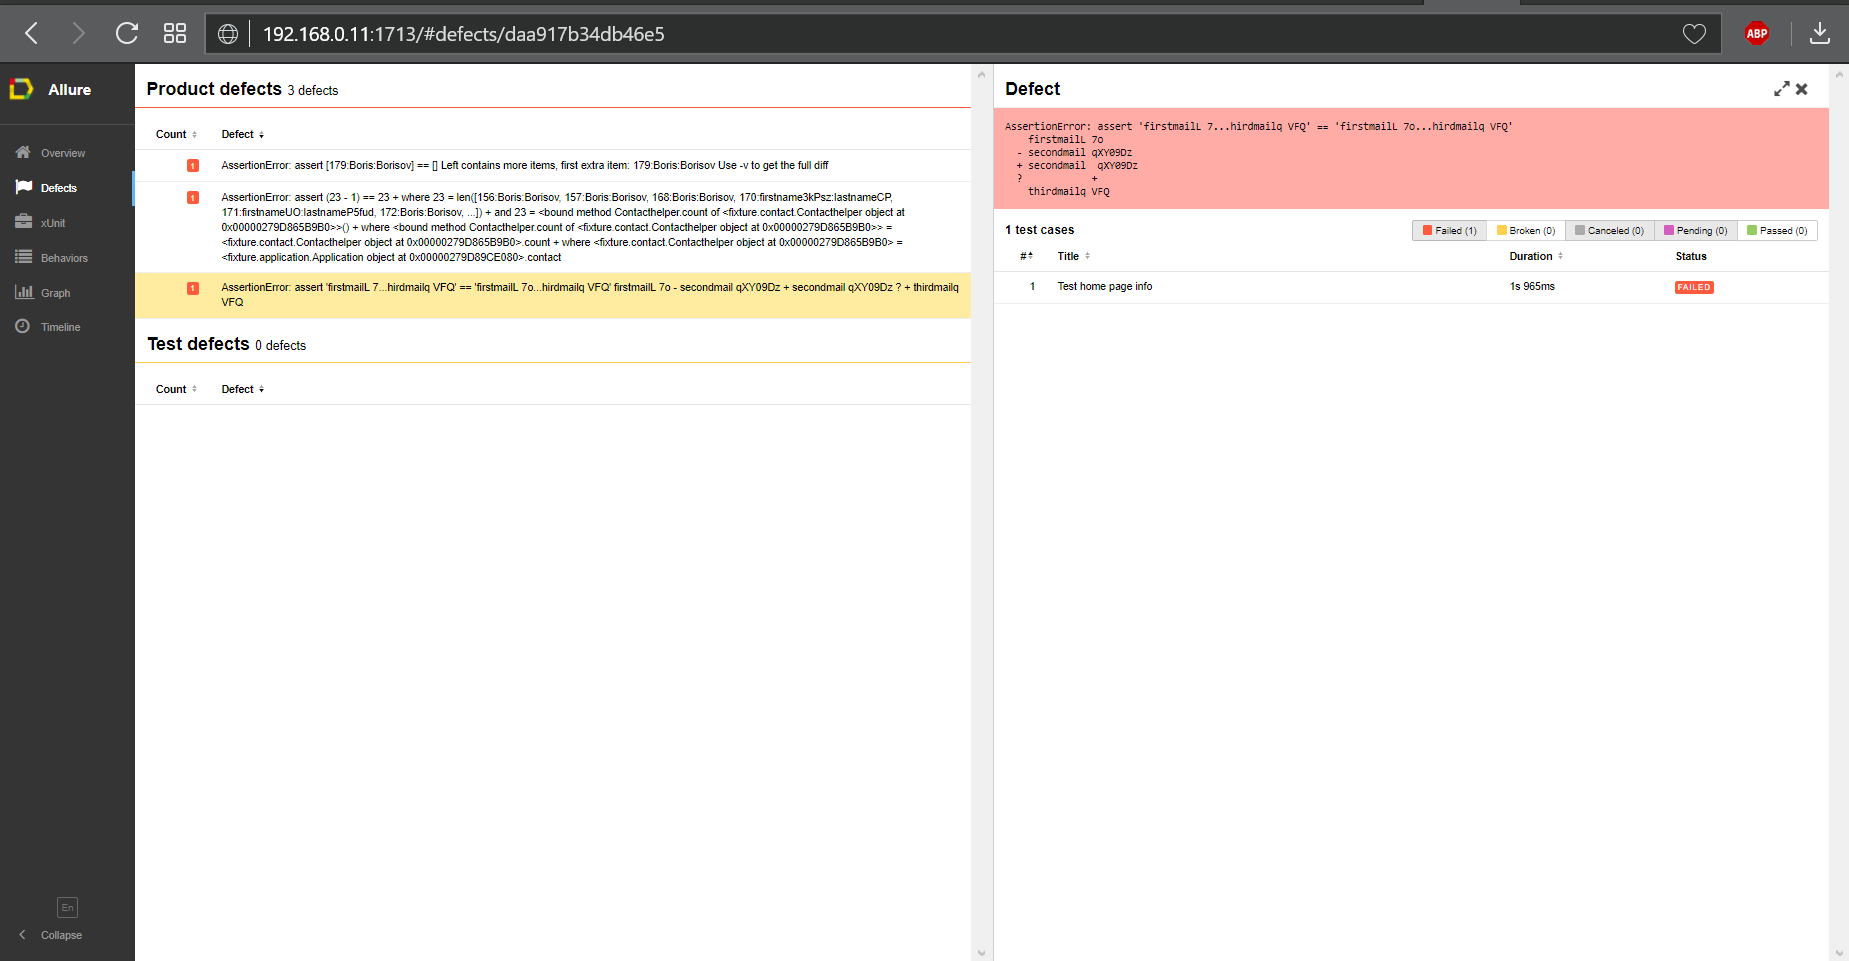 192.168.0.11:1713/#defects/daa917b34db46e5
ABP
Allure
Overview
Defects
xUnit
Behaviors
Graph
Timeline
En
Collapse
Product defects 3 defects
Count Defect
1 AssertionError: assert [179:Boris:Borisov] == [] Left contains more items, first extra item: 179:Boris:Borisov Use -v to get the full diff
1 AssertionError: assert (23 - 1) == 23 + where 23 = len([156:Boris:Borisov, 157:Boris:Borisov, 168:Boris:Borisov, 170:firstname3kPsz:lastnameCP,
171:firstnameUO:lastnameP5fud, 172:Boris:Borisov, ...]) + and 23 = <bound method Contacthelper.count of <fixture.contact.Contacthelper object at
0x00000279D865B9B0>>() + where <bound method Contacthelper.count of <fixture.contact.Contacthelper object at 0x00000279D865B9B0>> =
<fixture.contact.Contacthelper object at 0x00000279D865B9B0>.count + where <fixture.contact.Contacthelper object at 0x00000279D865B9B0> =
<fixture.application.Application object at 0x00000279D89CE080>.contact
1 AssertionError: assert 'firstmailL 7...hirdmailq VFQ' == 'firstmailL 7o...hirdmailq VFQ' firstmailL 7o - secondmail qXY09Dz + secondmail qXY09Dz ? + thirdmailq
VFQ
Test defects 0 defects
Count Defect
Defect
AssertionError: assert 'firstmailL 7...hirdmailq VFQ' == 'firstmailL 7o...hirdmailq VFQ'
firstmailL 7o
- secondmail qXY09Dz
+ secondmail  qXY09Dz
?           +
thirdmailq VFQ
1 test cases
Failed (1) Broken (0) Canceled (0) Pending (0) Passed (0)
# Title Duration Status
1 Test home page info 1s 965ms FAILED